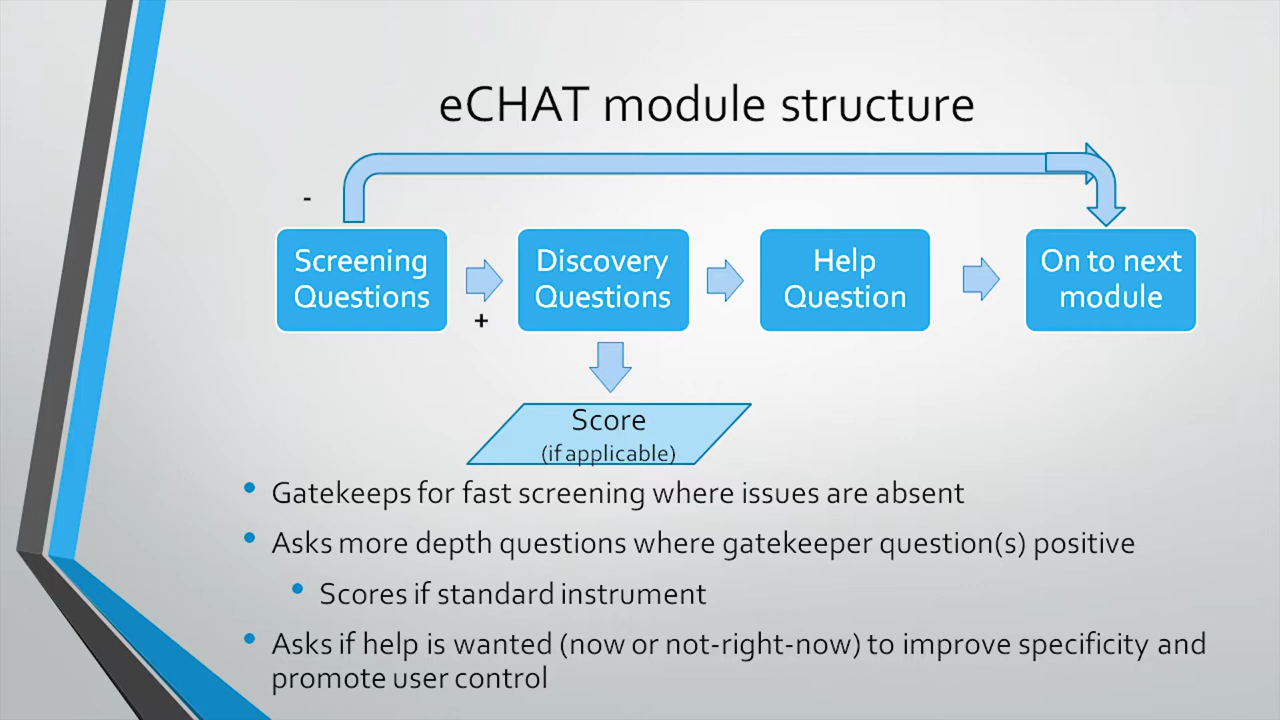 eCHAT module structure
-
Screening
Questions
+
Discovery
Questions
Help
Question
On to next
module
Score
(if applicable)
• Gatekeeps for fast screening where issues are absent
• Asks more depth questions where gatekeeper question(s) positive
• Scores if standard instrument
• Asks if help is wanted (now or not-right-now) to improve specificity and
promote user control